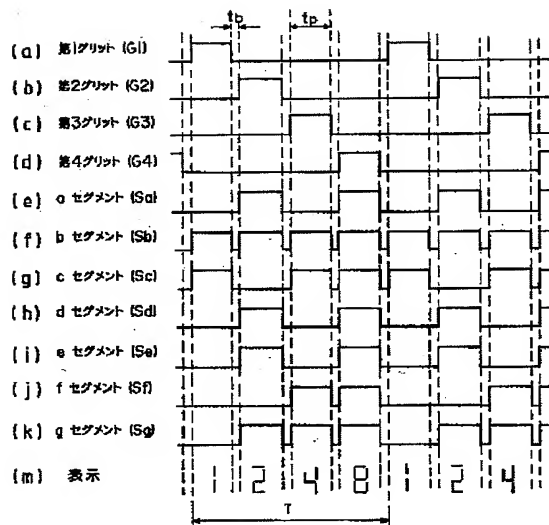 tb tp
(a) 第1グリット (G1)
(b) 第2グリット (G2)
(c) 第3グリット (G3)
(d) 第4グリット (G4)
(e) a セグメント (Sa)
(f) b セグメント (Sb)
(g) c セグメント (Sc)
(h) d セグメント (Sd)
(i) e セグメント (Se)
(j) f セグメント (Sf)
(k) g セグメント (Sg)
(m) 表示 1 2 4 8 1 2 4
T